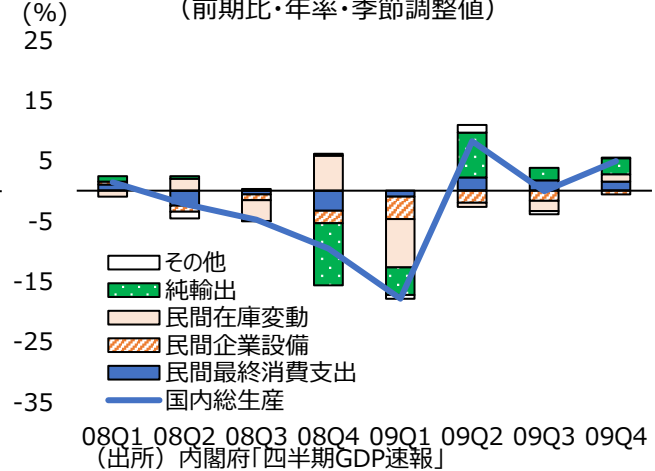 (前期比・年率・季節調整値)
(%)
25
15
5
-5
-15
-25
-35
その他
純輸出
民間在庫変動
民間企業設備
民間最終消費支出
国内総生産
08Q1 08Q2 08Q3 08Q4 09Q1 09Q2 09Q3 09Q4
(出所) 内閣府「四半期GDP速報」